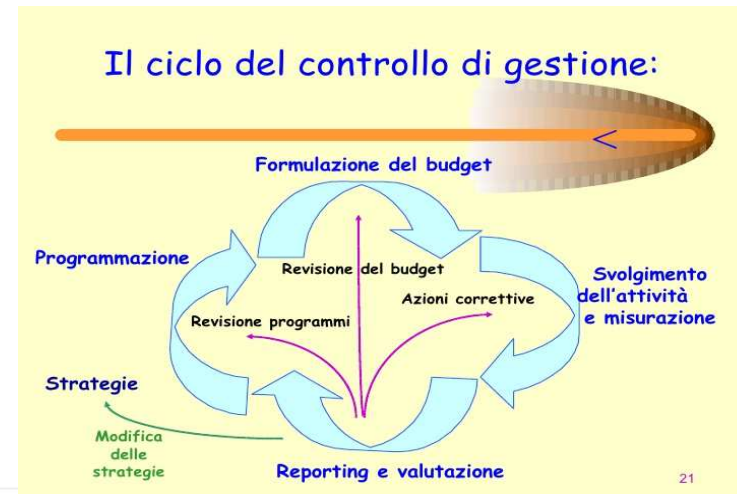 Il ciclo del controllo di gestione:
<
Formulazione del budget
Programmazione
Revisione del budget
Svolgimento
dell'attività
e misurazione
Azioni correttive
Revisione programmi
Strategie
Modifica
delle
strategie
Reporting e valutazione
21